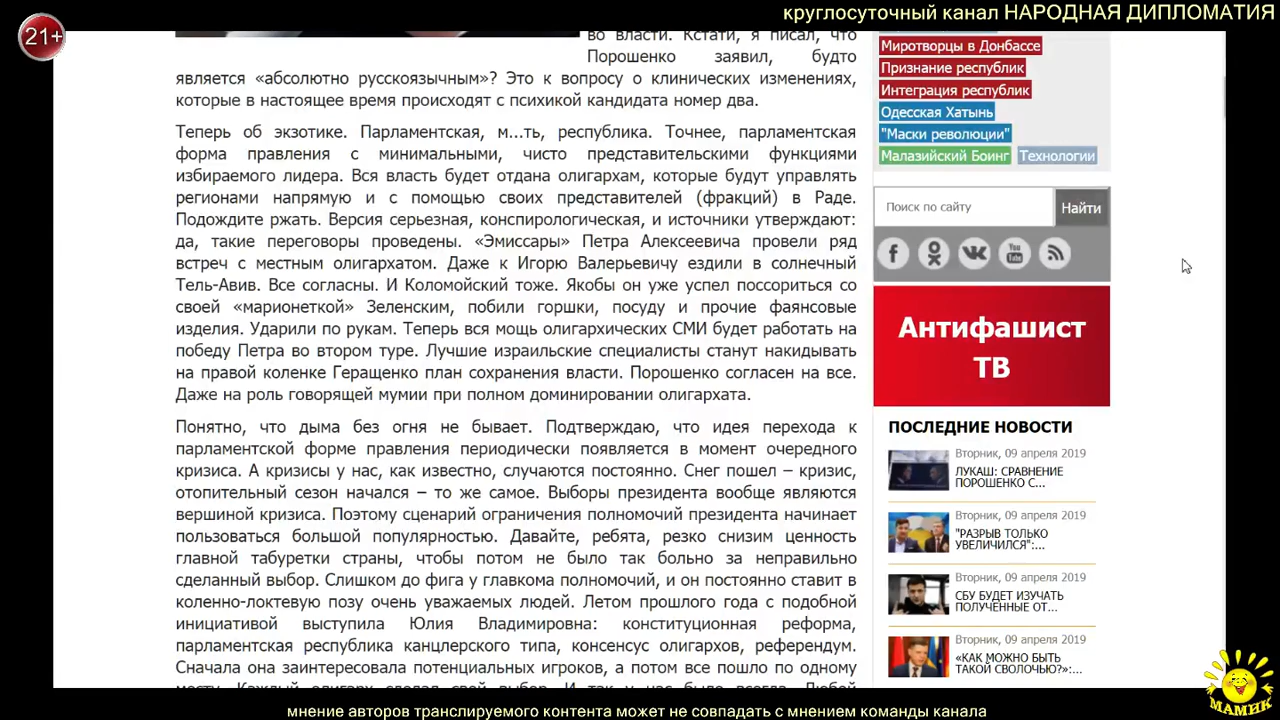 круглосуточный канал НАРОДНАЯ ДИПЛОМАТИЯ
21+
во власти. Кстати, я писал, что
Порошенко заявил, будто
является «абсолютно русскоязычным»? Это к вопросу о клинических изменениях,
которые в настоящее время происходят с психикой кандидата номер два.
Теперь об экзотике. Парламентская, м...ть, республика. Точнее, парламентская
форма правления с минимальными, чисто представительскими функциями
избираемого лидера. Вся власть будет отдана олигархам, которые будут управлять
регионами напрямую и с помощью своих представителей (фракций) в Раде.
Подождите ржать. Версия серьезная, конспирологическая, и источники утверждают:
да, такие переговоры проведены. «Эмиссары» Петра Алексеевича провели ряд
встреч с местным олигархатом. Даже к Игорю Валерьевичу ездили в солнечный
Тель-Авив. Все согласны. И Коломойский тоже. Якобы он уже успел поссориться со
своей «марионеткой» Зеленским, побили горшки, посуду и прочие фаянсовые
изделия. Ударили по рукам. Теперь вся мощь олигархических СМИ будет работать на
победу Петра во втором туре. Лучшие израильские специалисты станут накидывать
на правой коленке Геращенко план сохранения власти. Порошенко согласен на все.
Даже на роль говорящей мумии при полном доминировании олигархата.
Понятно, что дыма без огня не бывает. Подтверждаю, что идея перехода к
парламентской форме правления периодически появляется в момент очередного
кризиса. А кризисы у нас, как известно, случаются постоянно. Снег пошел – кризис,
отопительный сезон начался – то же самое. Выборы президента вообще являются
вершиной кризиса. Поэтому сценарий ограничения полномочий президента начинает
пользоваться большой популярностью. Давайте, ребята, резко снизим ценность
главной табуретки страны, чтобы потом не было так больно за неправильно
сделанный выбор. Слишком до фига у главкома полномочий, и он постоянно ставит в
коленно-локтевую позу очень уважаемых людей. Летом прошлого года с подобной
инициативой выступила Юлия Владимировна: конституционная реформа,
парламентская республика канцлерского типа, консенсус олигархов, референдум.
Сначала она заинтересовала потенциальных игроков, а потом все пошло по одному
Миротворцы в Донбассе
Признание республик
Интеграция республик
Одесская Хатынь
"Маски революции"
Малазийский Боинг Технологии
Поиск по сайту Найти
You Tube
Антифашист
ТВ
ПОСЛЕДНИЕ НОВОСТИ
Вторник, 09 апреля 2019
ЛУКАШ: СРАВНЕНИЕ
ПОРОШЕНКО С...
Вторник, 09 апреля 2019
"РАЗРЫВ ТОЛЬКО
УВЕЛИЧИЛСЯ":...
Вторник, 09 апреля 2019
СБУ БУДЕТ ИЗУЧАТЬ
ПОЛУЧЕННЫЕ ОТ...
Вторник, 09 апреля 2019
«КАК МОЖНО БЫТЬ
ТАКОЙ СВОЛОЧЬЮ?»:...
МАМИК
мнение авторов транслируемого контента может не совпадать с мнением команды канала